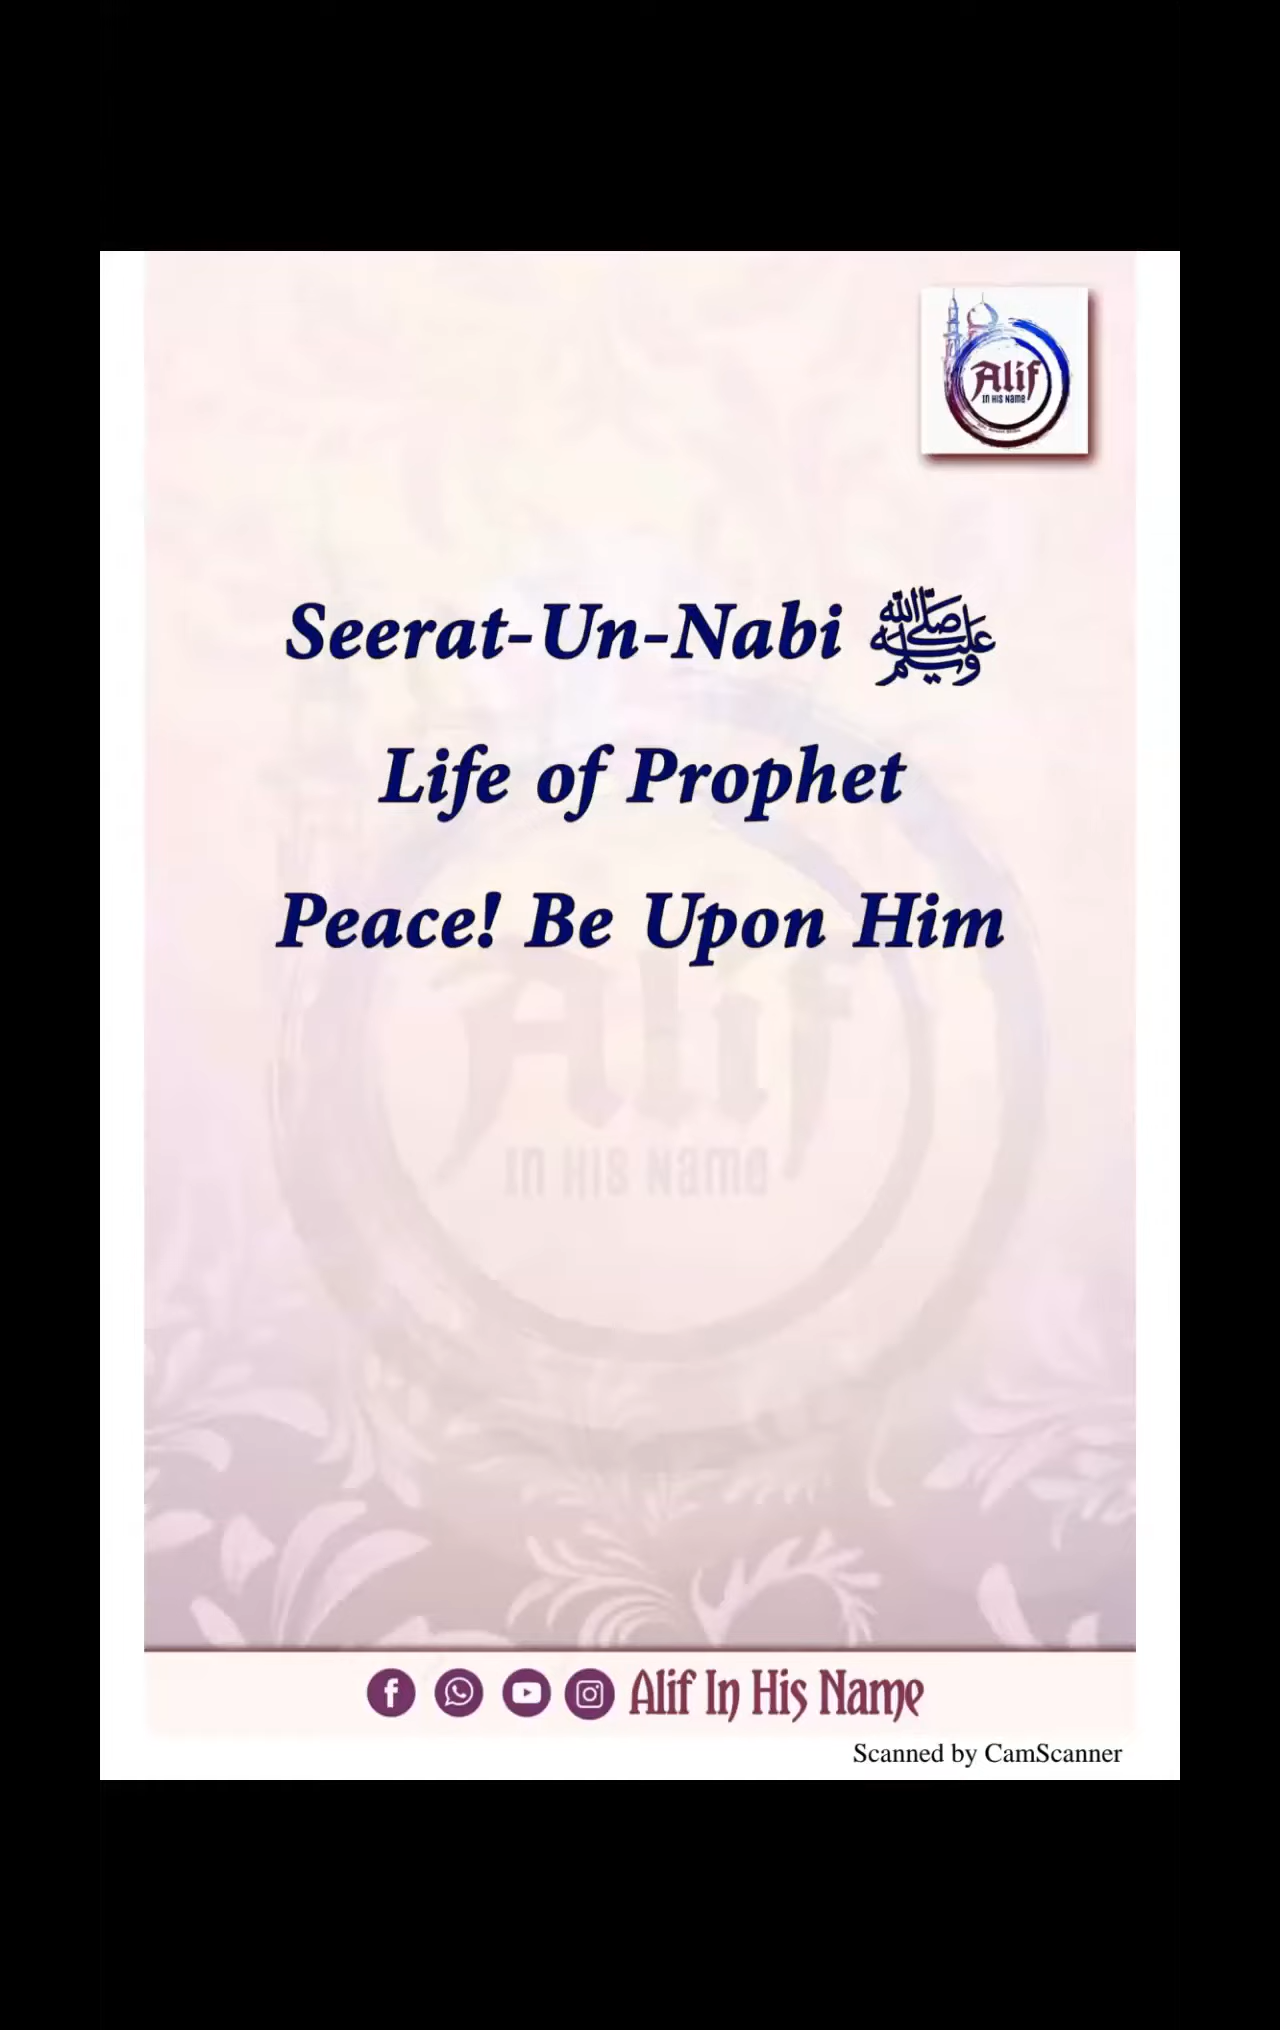 Alif
IN HIS NAME
Seerat-Un-Nabi ﷺ
Life of Prophet
Peace! Be Upon Him
Alif
IN HIS NAME
Alif In His Name
Scanned by CamScanner